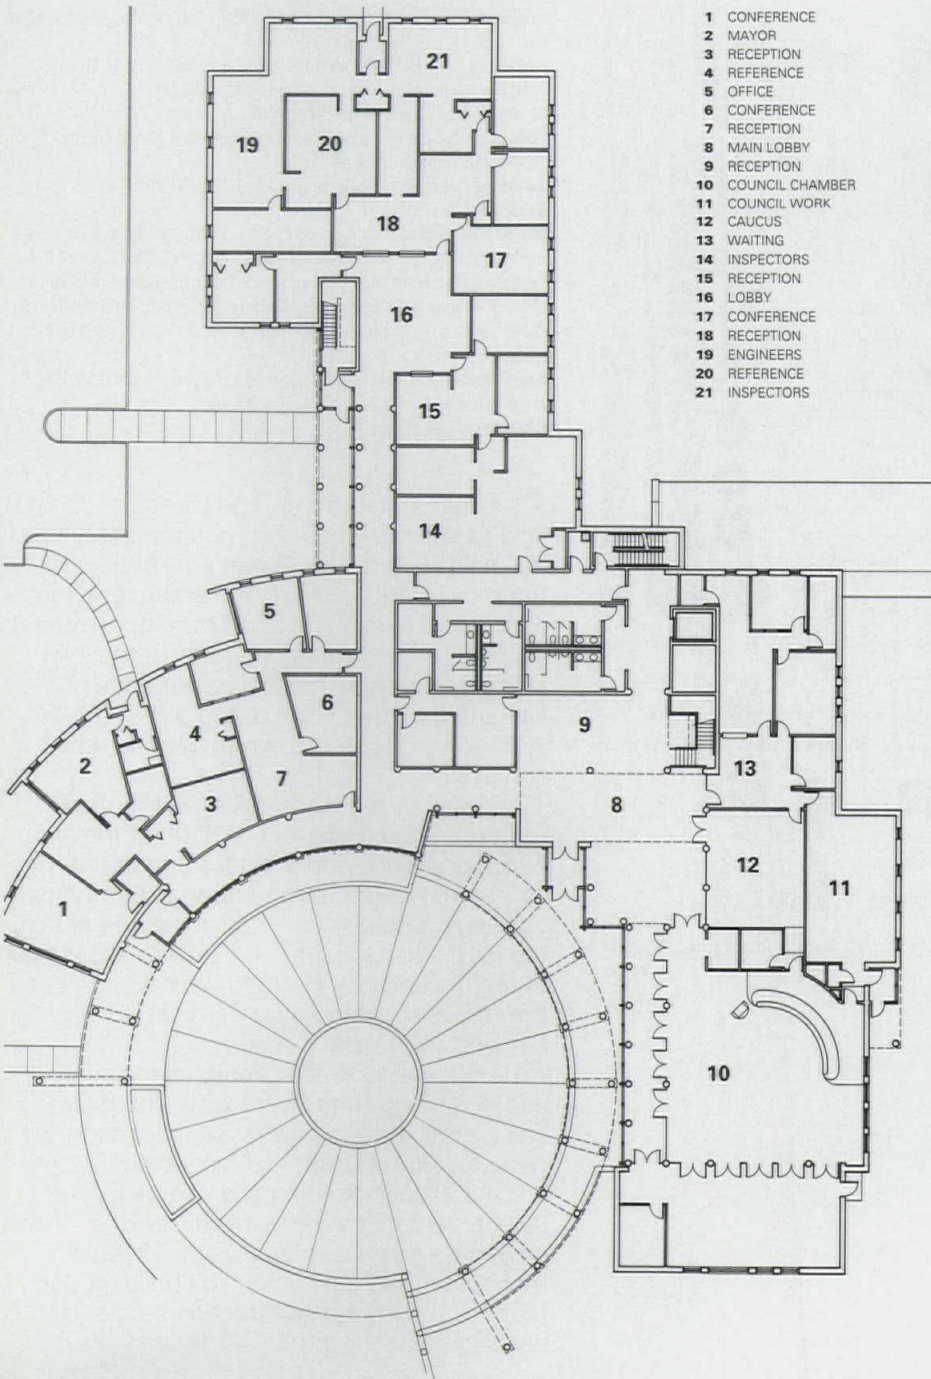 1 CONFERENCE
2 MAYOR
3 RECEPTION
4 REFERENCE
5 OFFICE
6 CONFERENCE
7 RECEPTION
8 MAIN LOBBY
9 RECEPTION
10 COUNCIL CHAMBER
11 COUNCIL WORK
12 CAUCUS
13 WAITING
14 INSPECTORS
15 RECEPTION
16 LOBBY
17 CONFERENCE
18 RECEPTION
19 ENGINEERS
20 REFERENCE
21 INSPECTORS
21
19
20
18
17
16
15
14
5
6
4
9
2
7
13
3
8
12
11
1
10